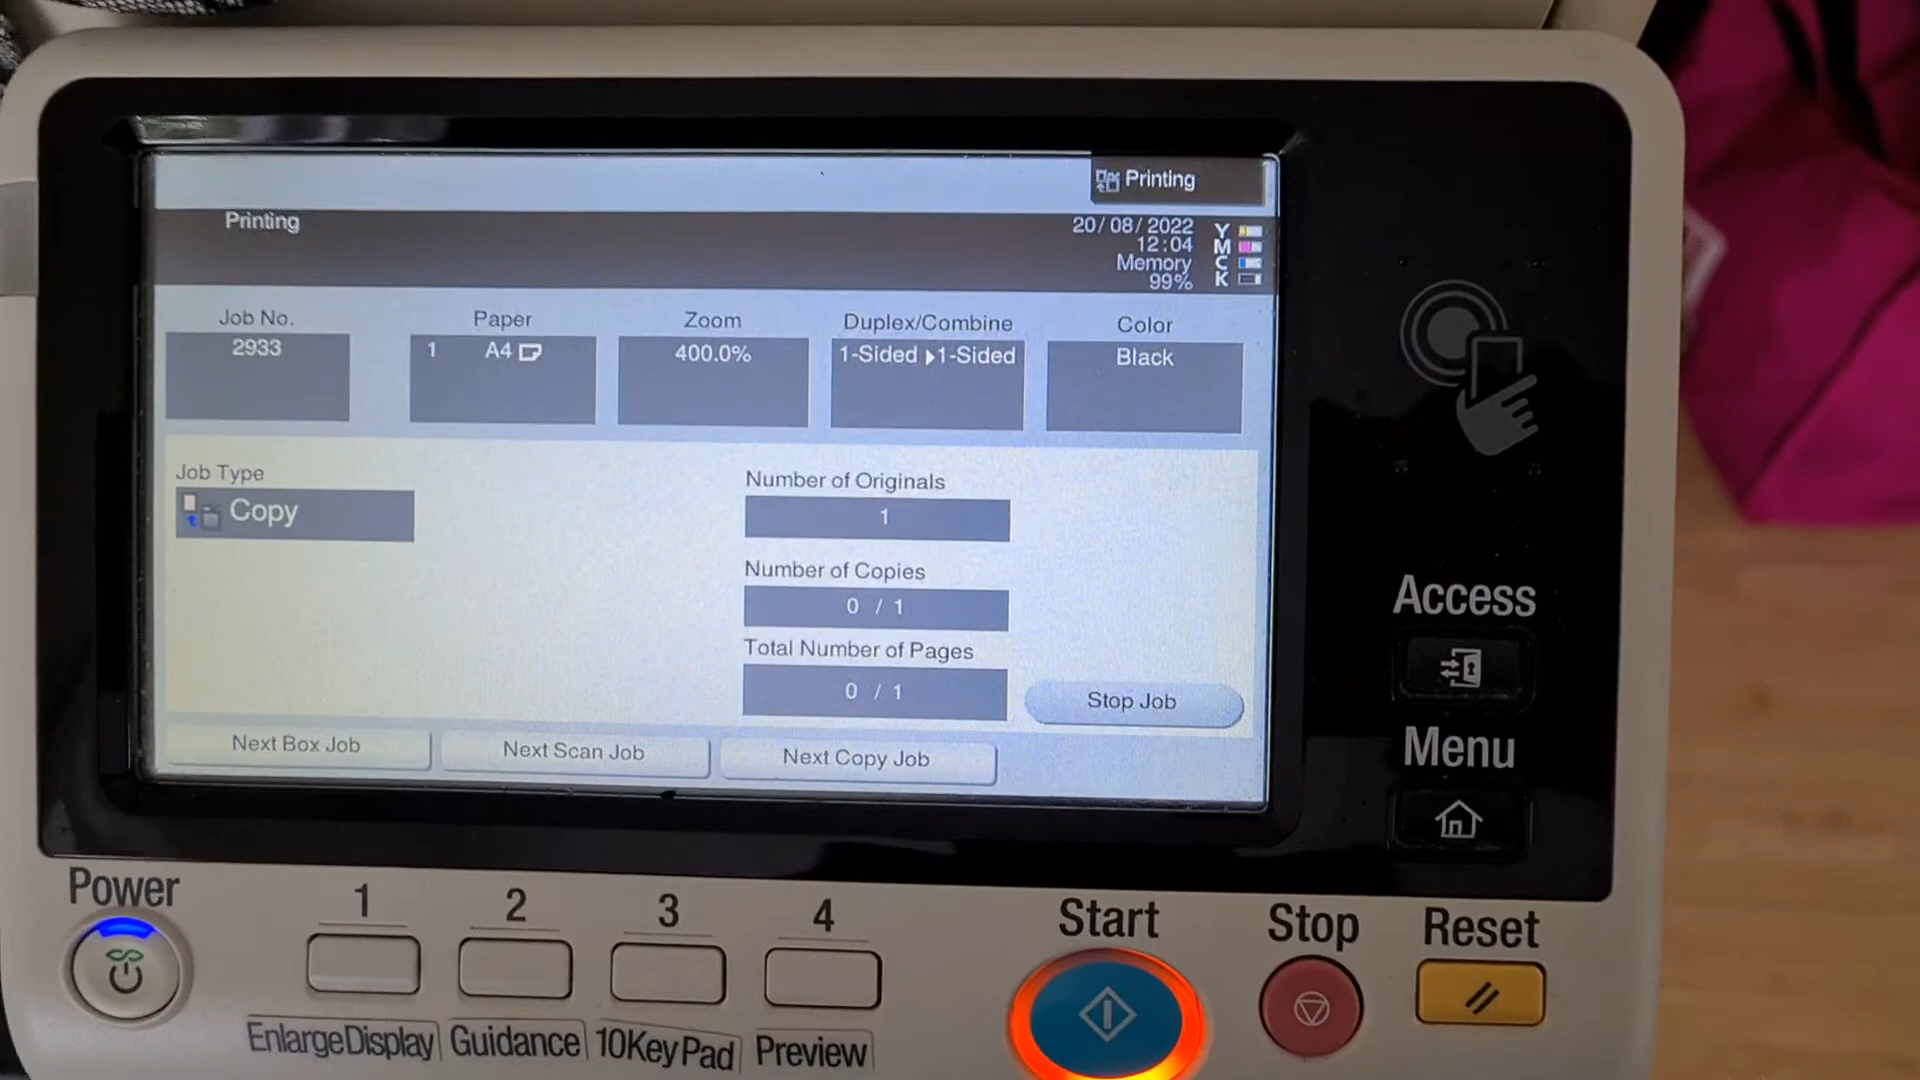 Printing
Printing
20/08/2022
12:04
Memory
99%
Y
M
C
K
Job No.
2933
Paper
1 A4
Zoom
400.0%
Duplex/Combine
1-Sided ▶1-Sided
Color
Black
Job Type
Copy
Number of Originals
1
Number of Copies
0 / 1
Total Number of Pages
0 / 1
Stop Job
Next Box Job
Next Scan Job
Next Copy Job
Access
Menu
Power
1
2
3
4
Start
Stop
Reset
EnlargeDisplay
Guidance
10KeyPad
Preview